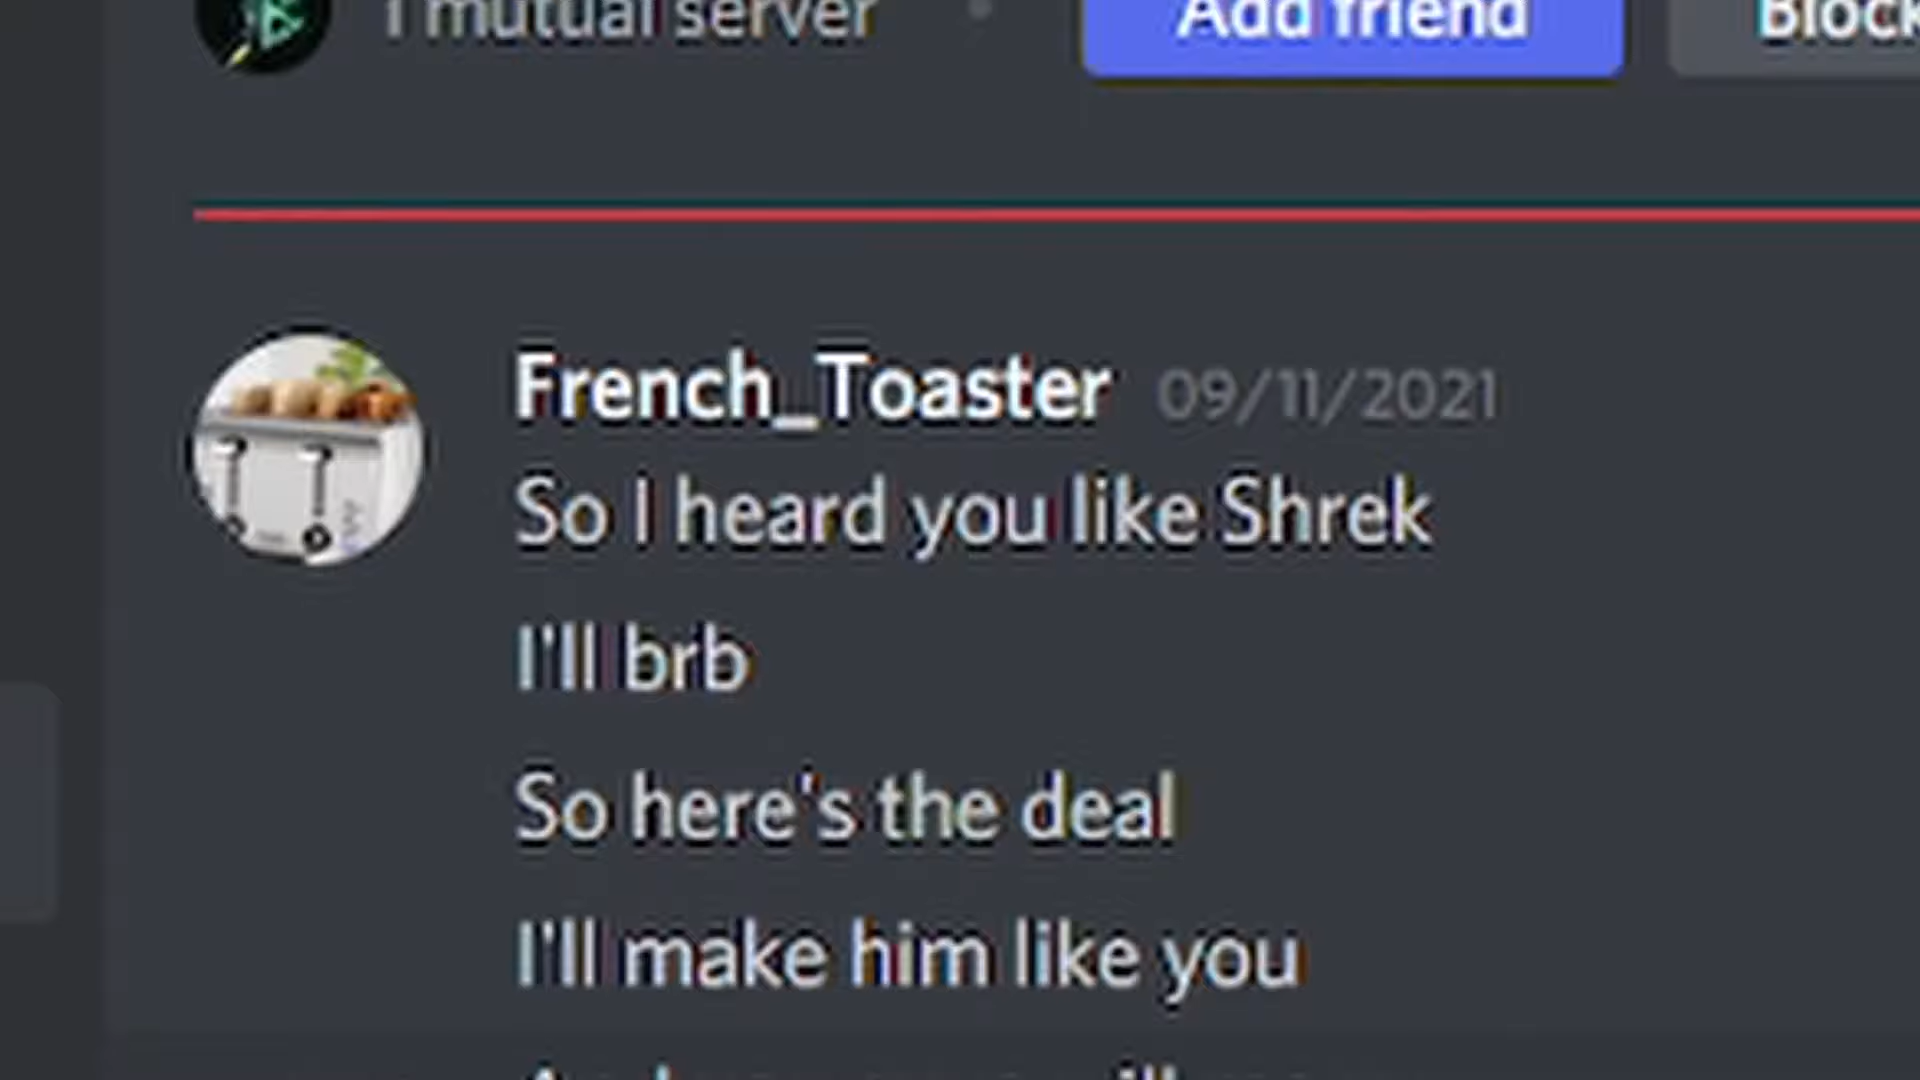 1 mutual server
Add friend
Block
French_Toaster 09/11/2021
So I heard you like Shrek
I'll brb
So here's the deal
I'll make him like you